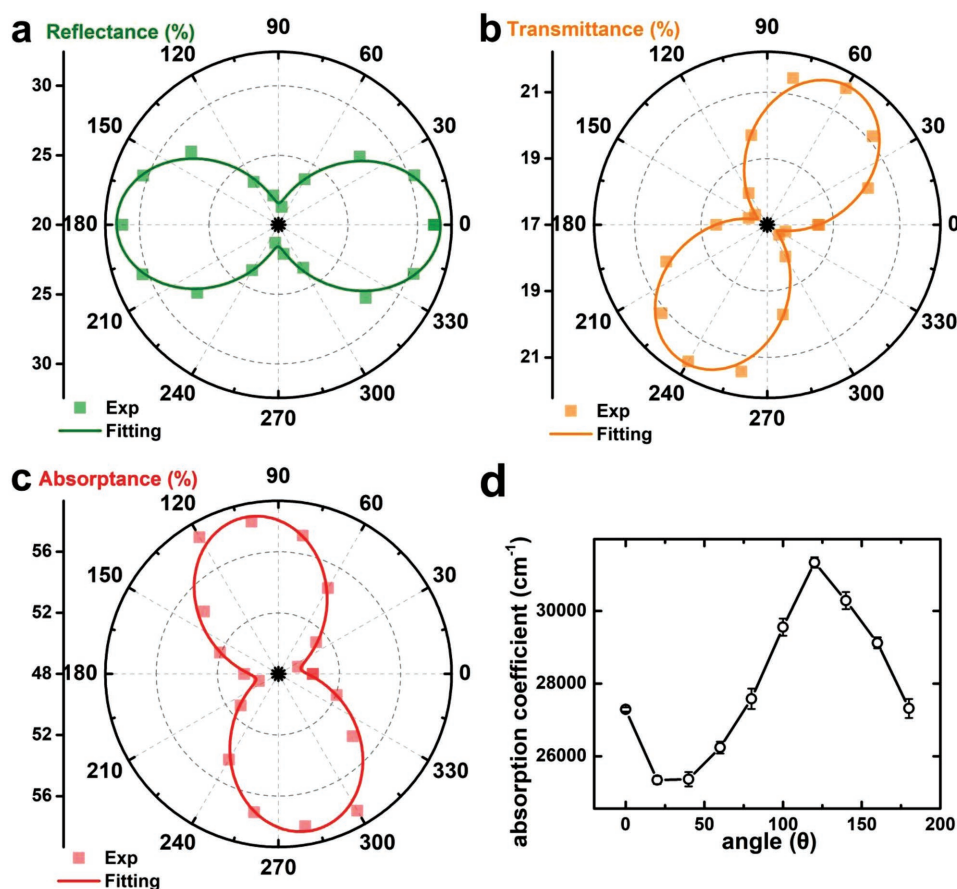 a Reflectance (%)
90
120 60
30
150 30
25
20 180 0
25
210 330
30
240 300
270
Exp
Fitting
b Transmittance (%)
90
120 60
21
150 30
19
17 180 0
19
210 330
21
240 300
270
Exp
Fitting
c Absorptance (%)
90
120 60
56
150 30
52
48 180 0
52
210 330
56
240 300
270
Exp
Fitting
d
absorption coefficient (cm⁻¹)
30000
28000
26000
0 50 100 150 200
angle (θ)